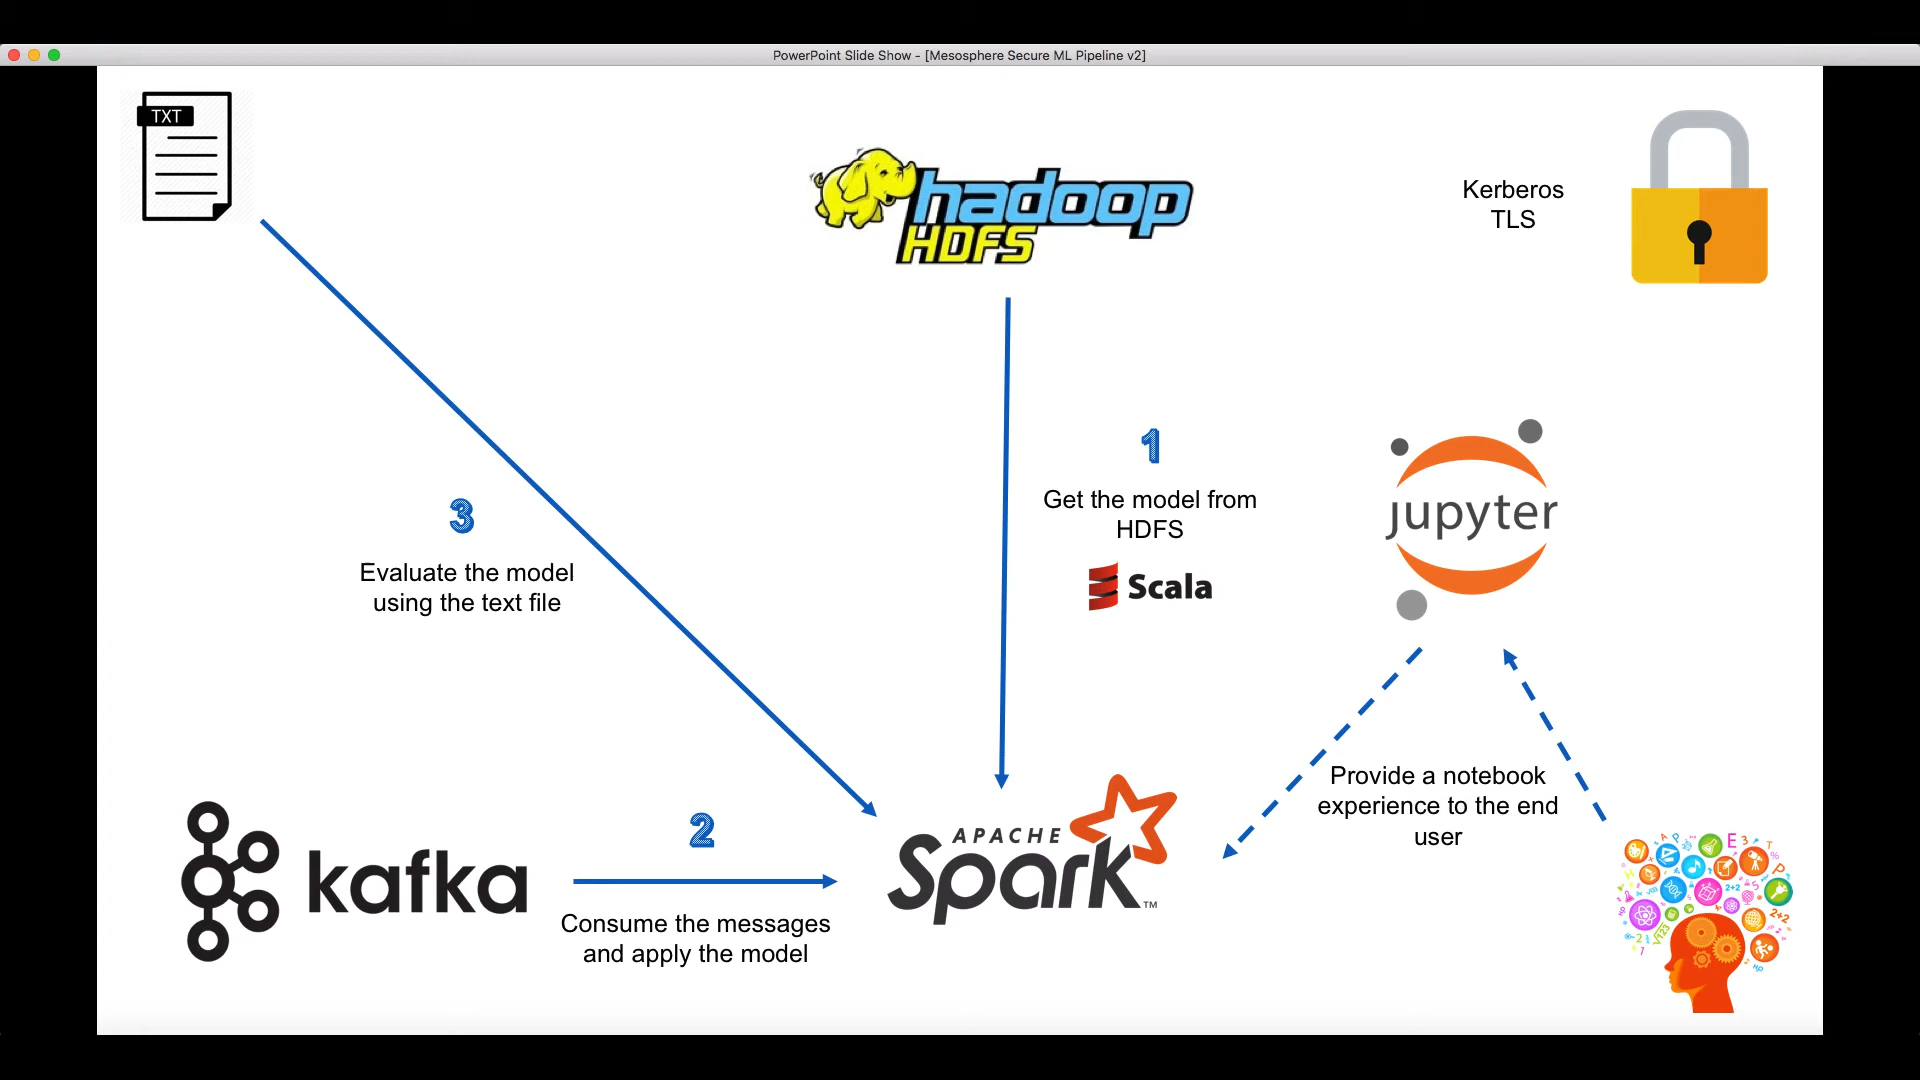 PowerPoint Slide Show - [Mesosphere Secure ML Pipeline v2]
TXT
hadoop
HDFS
Kerberos
TLS
1
Get the model from
HDFS
Scala
jupyter
3
Evaluate the model
using the text file
2
kafka
Consume the messages
and apply the model
APACHE
Spark™
Provide a notebook
experience to the end
user